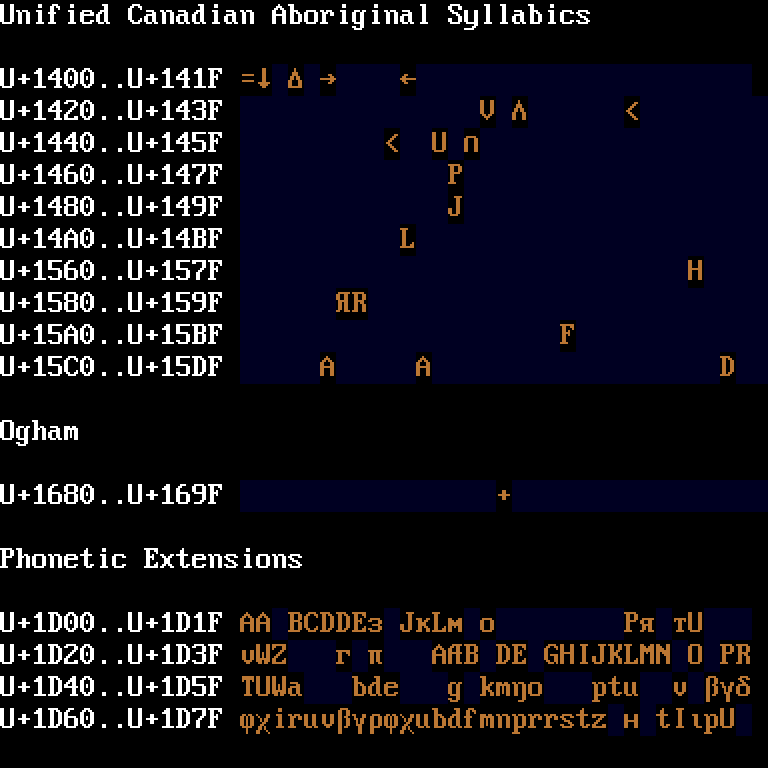 Unified Canadian Aboriginal Syllabics
U+1400..U+141F =↓ Δ → ←
U+1420..U+143F V Λ <
U+1440..U+145F < U ∩
U+1460..U+147F P
U+1480..U+149F J
U+14A0..U+14BF L
U+1560..U+157F H
U+1580..U+159F ЯR
U+15A0..U+15BF F
U+15C0..U+15DF A A D
Ogham
U+1680..U+169F +
Phonetic Extensions
U+1D00..U+1D1F AA BCDDEз JкLм o Pя тU
U+1D20..U+1D3F vWZ г π AÆB DE GHIJKLMN O PR
U+1D40..U+1D5F TUWa bde g kmŋo ptu v βγδ
U+1D60..U+1D7F φχiruvβγρφχubdfmnprrstz н tIιpU